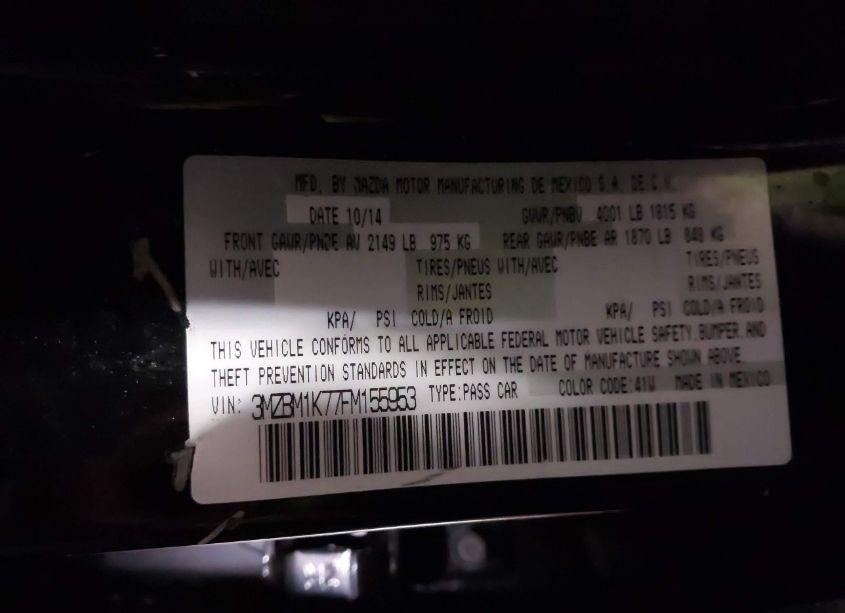 MFD. BY MAZDA MOTOR MANUFACTURING DE MEXICO S.A. DE C.V.
DATE 10/14 GVWR/PNBV 4001 LB 1815 KG
FRONT GAWR/PNBE AV 2149 LB 975 KG REAR GAWR/PNBE AR 1870 LB 848 KG
WITH/AVEC TIRES/PNEUS WITH/AVEC TIRES/PNEUS
RIMS/JANTES RIMS/JANTES
KPA/ PSI COLD/A FROID KPA/ PSI COLD/A FROID
THIS VEHICLE CONFORMS TO ALL APPLICABLE FEDERAL MOTOR VEHICLE SAFETY, BUMPER, AND
THEFT PREVENTION STANDARDS IN EFFECT ON THE DATE OF MANUFACTURE SHOWN ABOVE.
VIN: 3MZBM1K77FM155953 TYPE:PASS CAR COLOR CODE:41W MADE IN MEXICO